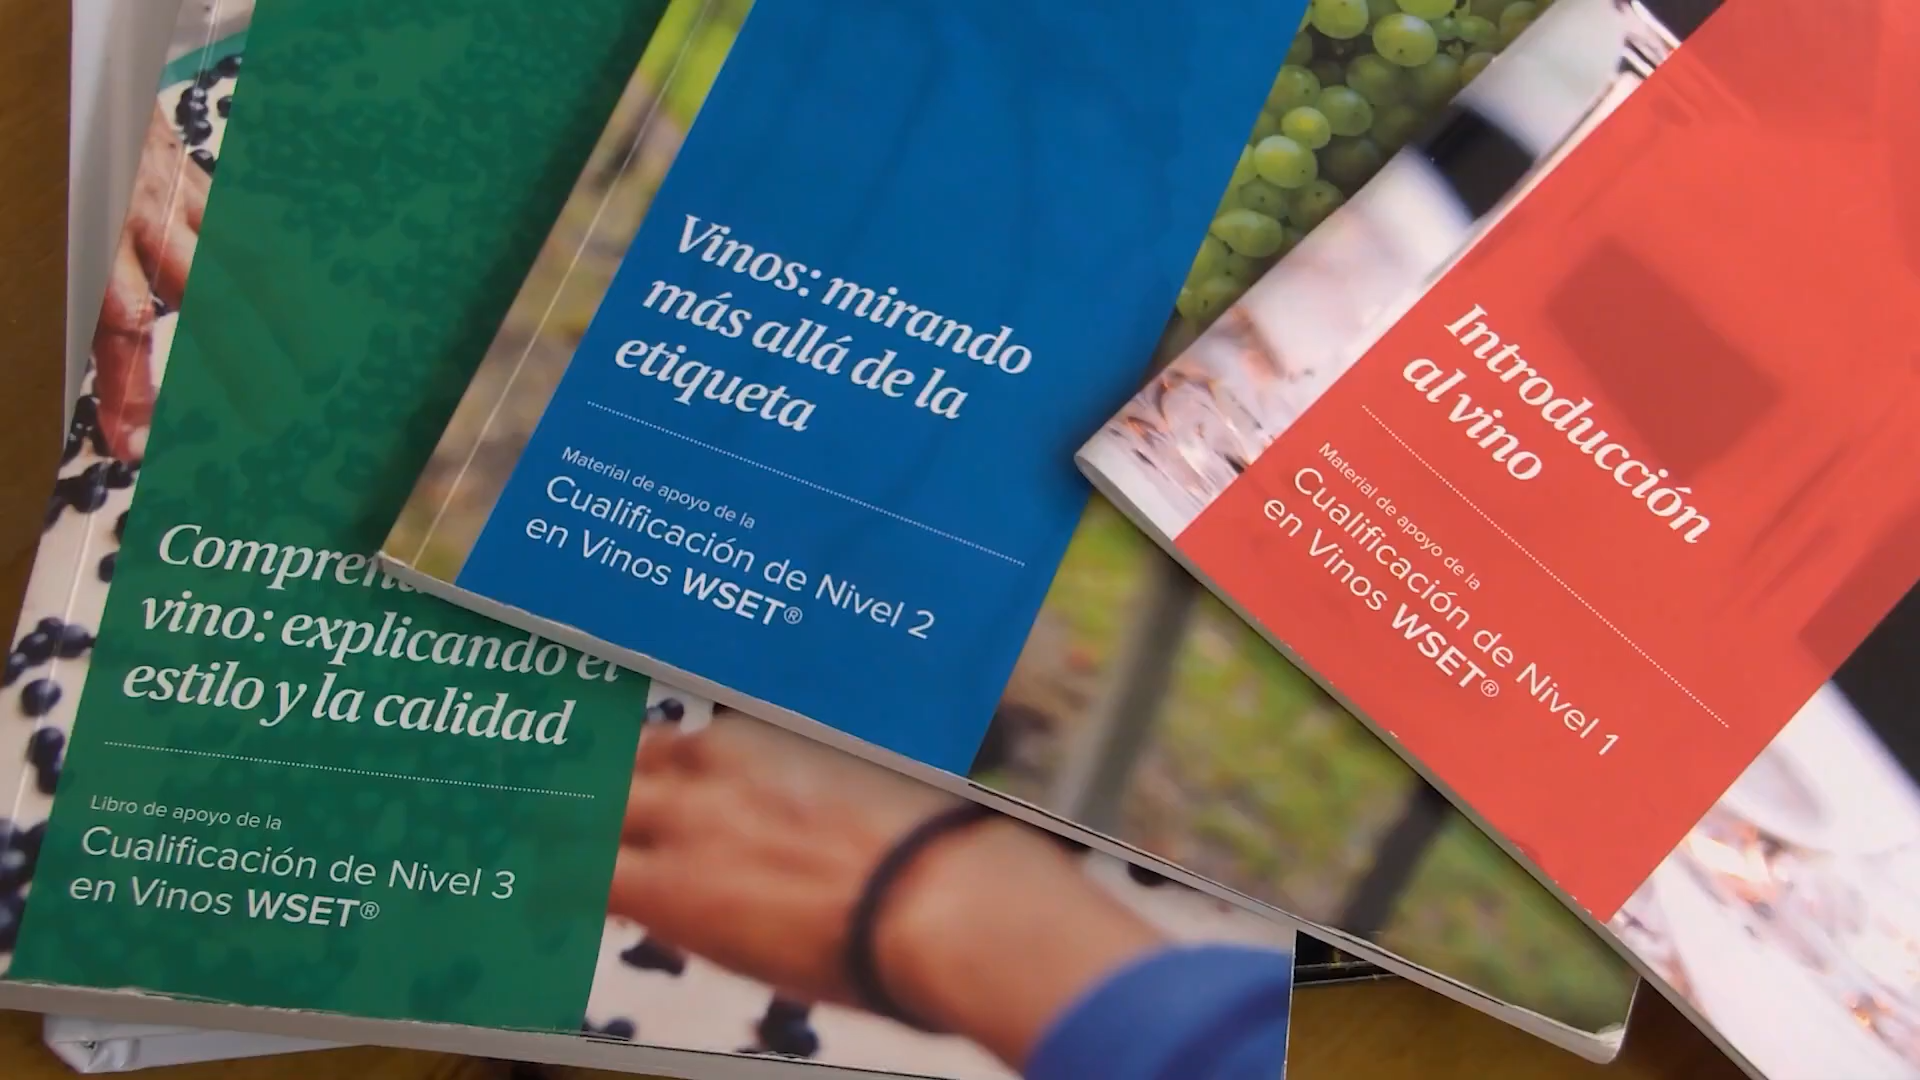 Comprend
vino: explicando el
estilo y la calidad
Libro de apoyo de la
Cualificación de Nivel 3
en Vinos WSET®
Vinos: mirando
más allá de la
etiqueta
Material de apoyo de la
Cualificación de Nivel 2
en Vinos WSET®
Introducción
al vino
Material de apoyo de la
Cualificación de Nivel 1
en Vinos WSET®